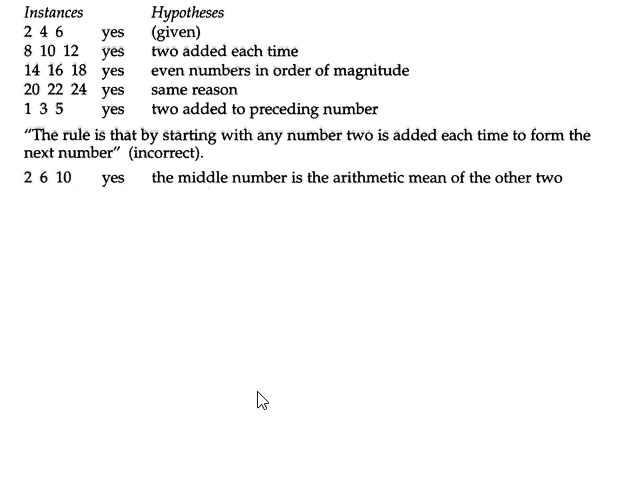 Instances Hypotheses
2 4 6 yes (given)
8 10 12 yes two added each time
14 16 18 yes even numbers in order of magnitude
20 22 24 yes same reason
1 3 5 yes two added to preceding number
“The rule is that by starting with any number two is added each time to form the
next number” (incorrect).
2 6 10 yes the middle number is the arithmetic mean of the other two